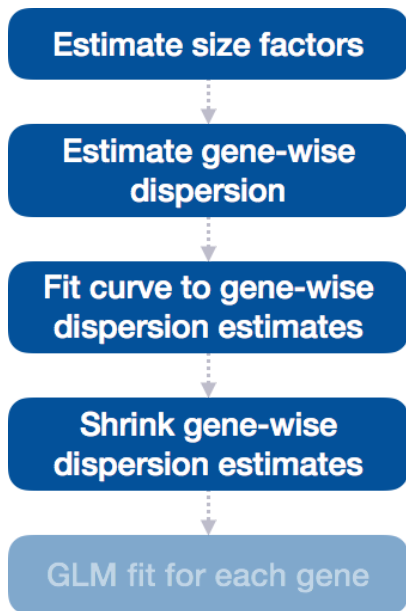 Estimate size factors
Estimate gene-wise
dispersion
Fit curve to gene-wise
dispersion estimates
Shrink gene-wise
dispersion estimates
GLM fit for each gene